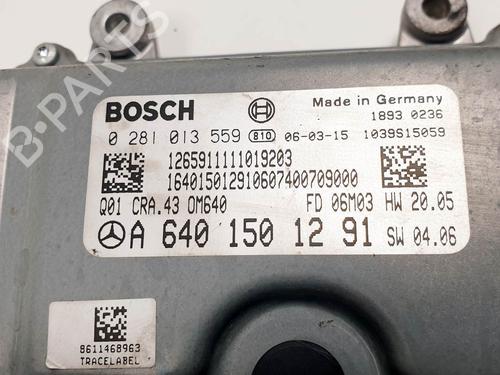 B-PARTS
BOSCH
Made in Germany
1893 0236
0 281 013 559 810 06-03-15 1039S15059
1265911111019203
164015012910607400709000
Q01 CRA.43 OM640 FD 06M03 HW 20.05
A 640 150 12 91 SW 04.06
8611468963
TRACELABEL